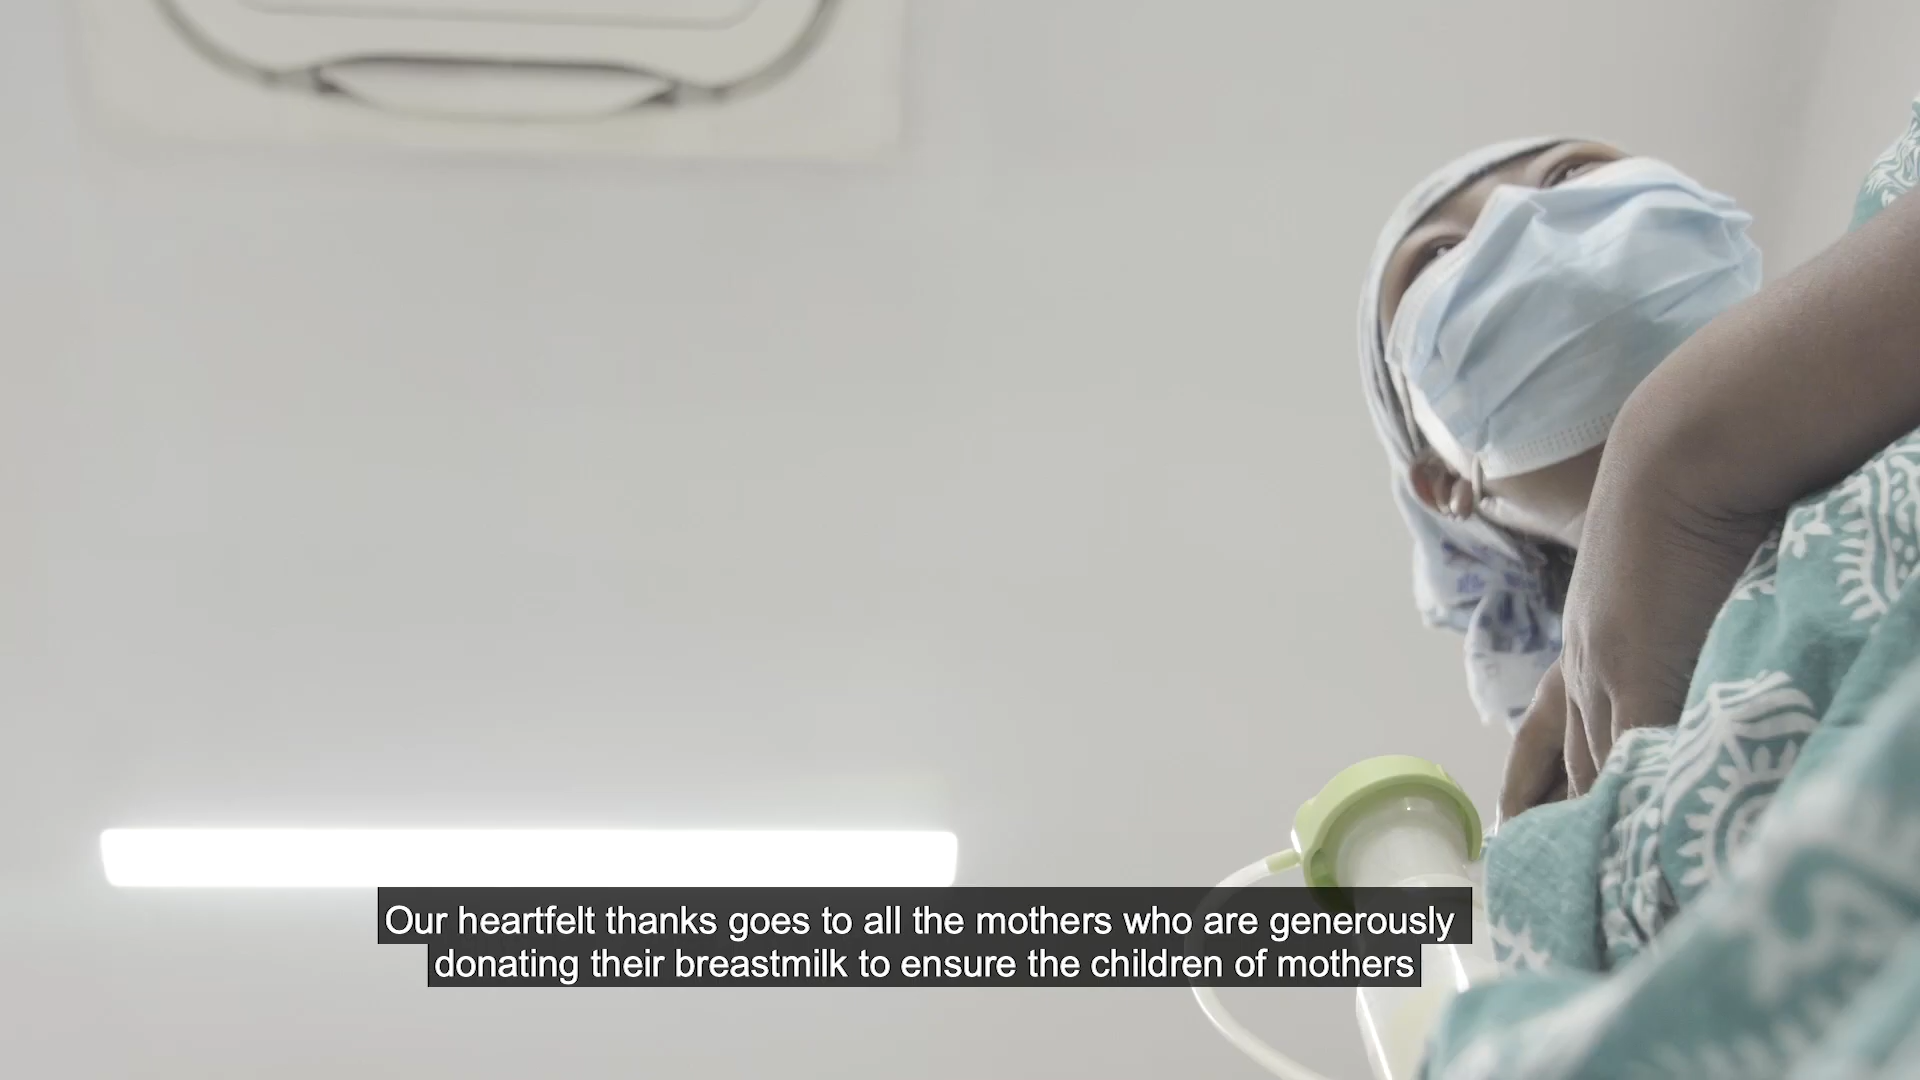 Our heartfelt thanks goes to all the mothers who are generously
donating their breastmilk to ensure the children of mothers